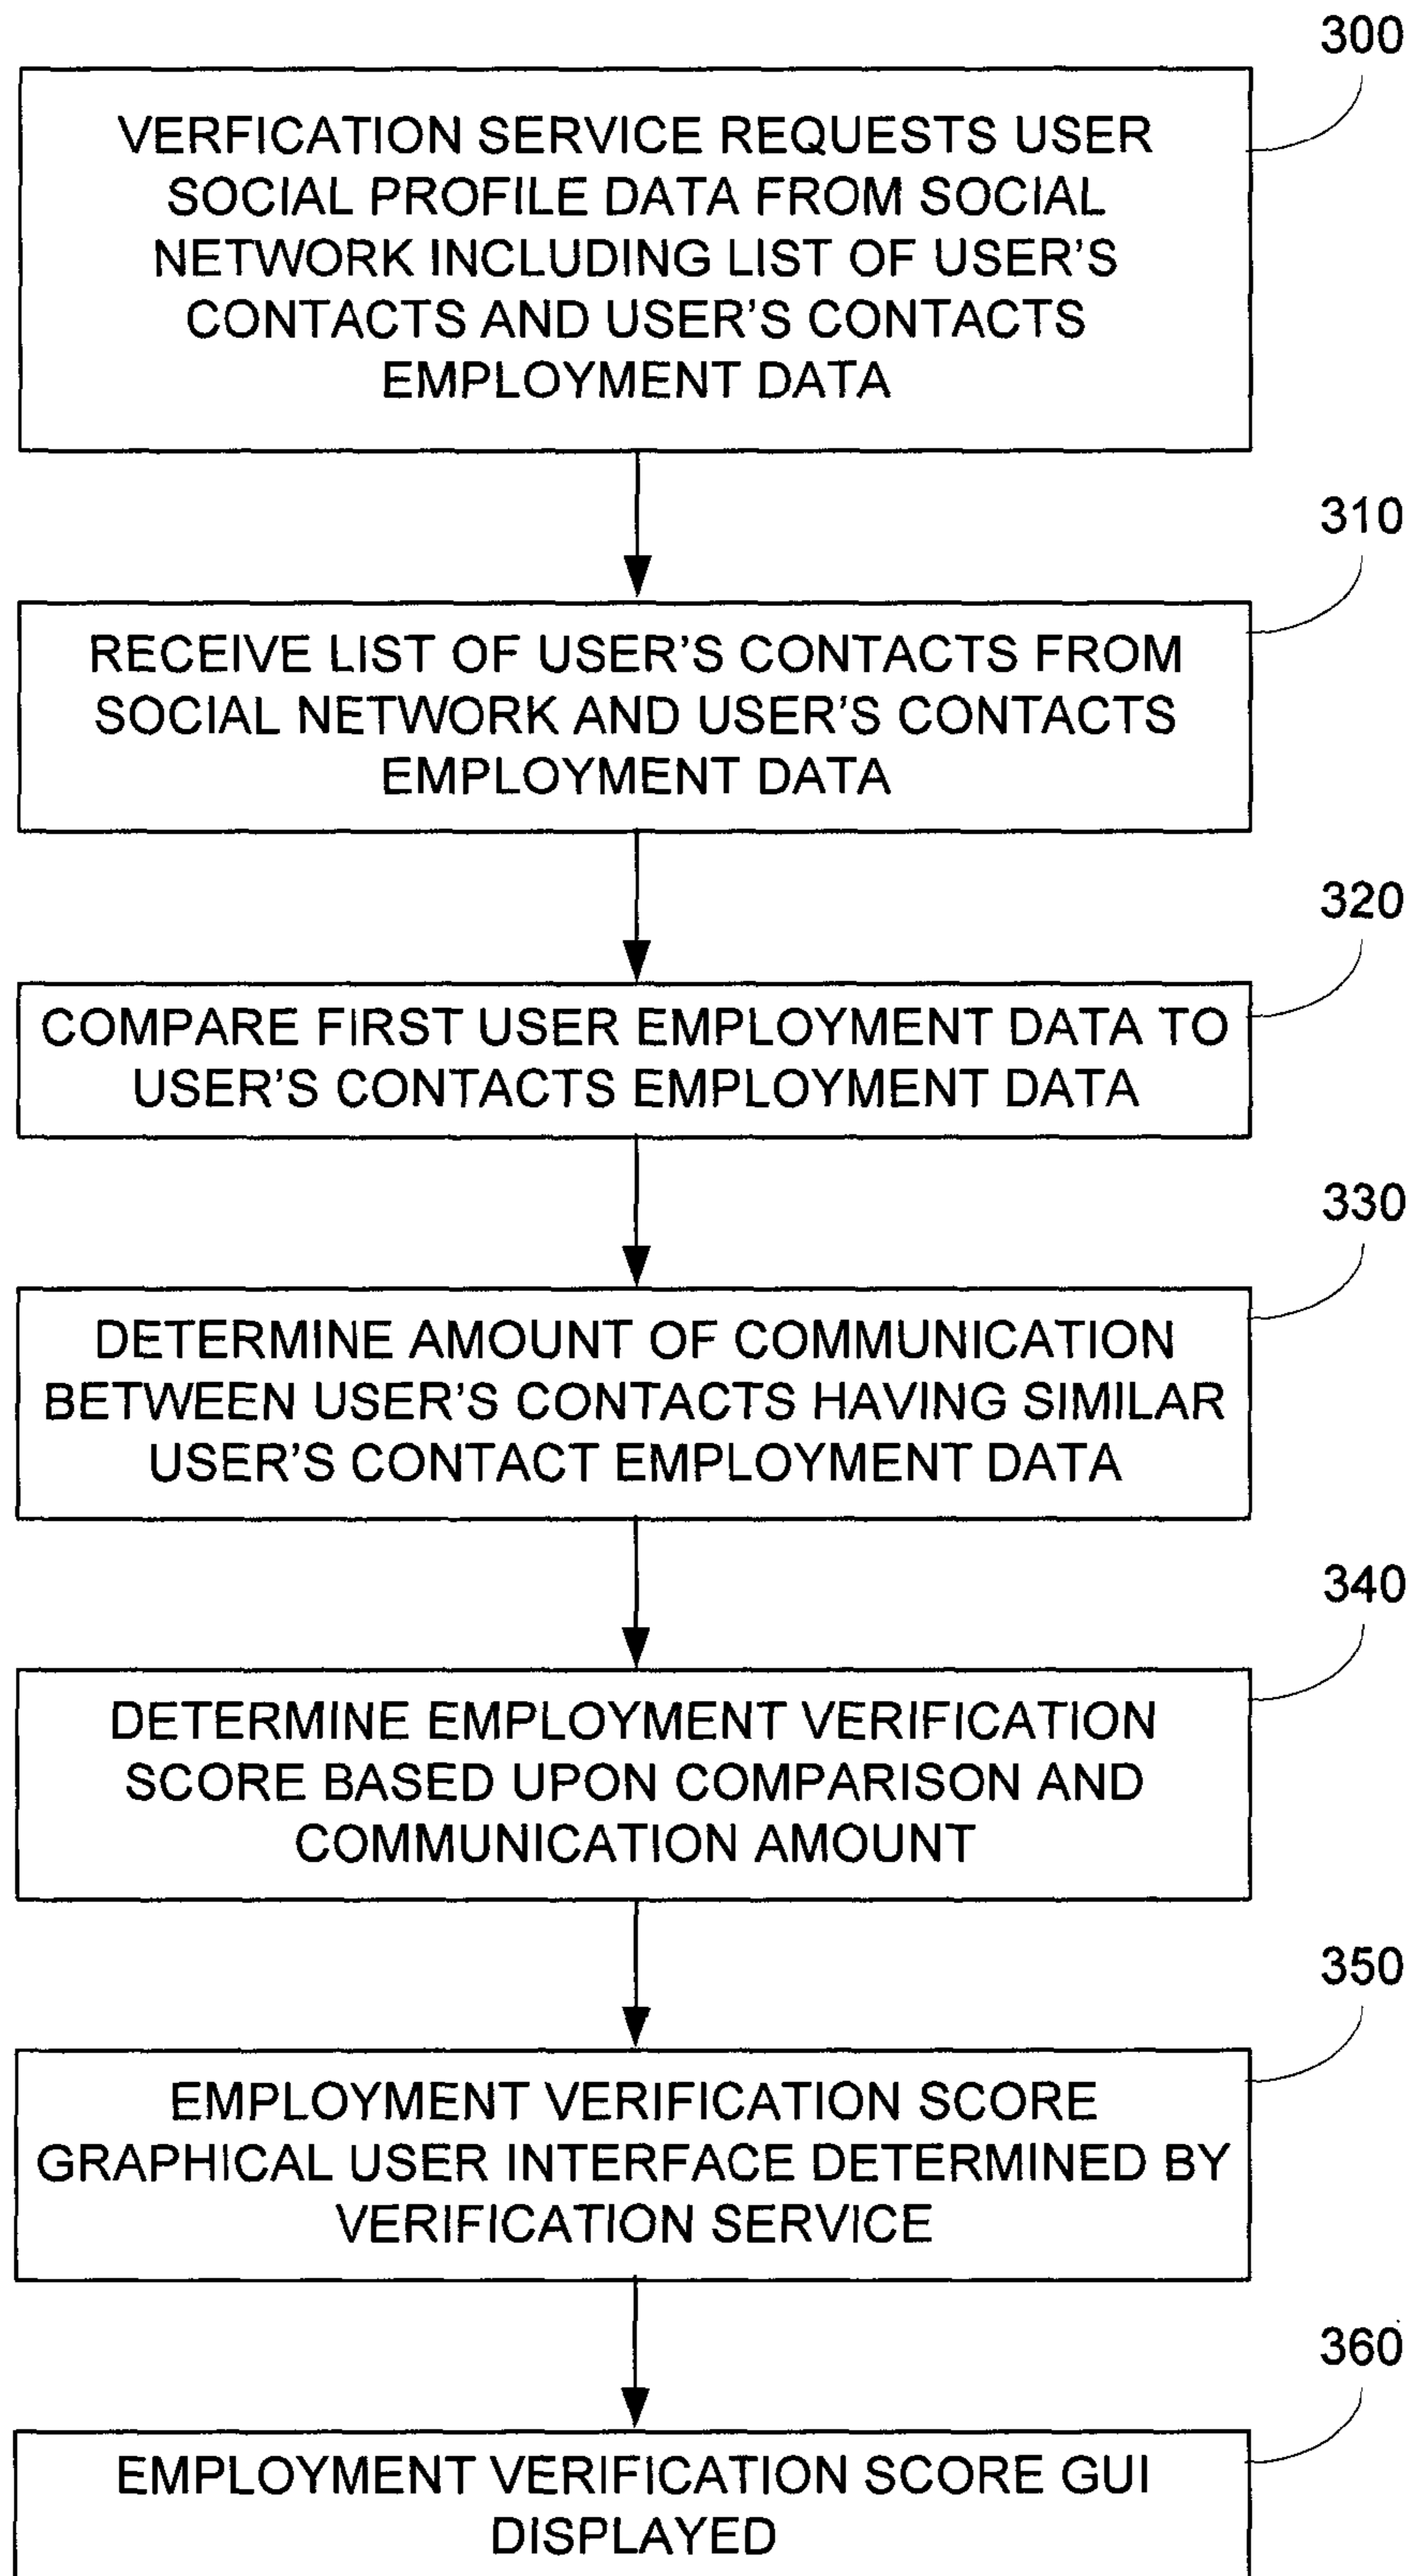 300
VERFICATION SERVICE REQUESTS USER
SOCIAL PROFILE DATA FROM SOCIAL
NETWORK INCLUDING LIST OF USER'S
CONTACTS AND USER'S CONTACTS
EMPLOYMENT DATA
310
RECEIVE LIST OF USER'S CONTACTS FROM
SOCIAL NETWORK AND USER'S CONTACTS
EMPLOYMENT DATA
320
COMPARE FIRST USER EMPLOYMENT DATA TO
USER'S CONTACTS EMPLOYMENT DATA
330
DETERMINE AMOUNT OF COMMUNICATION
BETWEEN USER'S CONTACTS HAVING SIMILAR
USER'S CONTACT EMPLOYMENT DATA
340
DETERMINE EMPLOYMENT VERIFICATION
SCORE BASED UPON COMPARISON AND
COMMUNICATION AMOUNT
350
EMPLOYMENT VERIFICATION SCORE
GRAPHICAL USER INTERFACE DETERMINED BY
VERIFICATION SERVICE
360
EMPLOYMENT VERIFICATION SCORE GUI
DISPLAYED